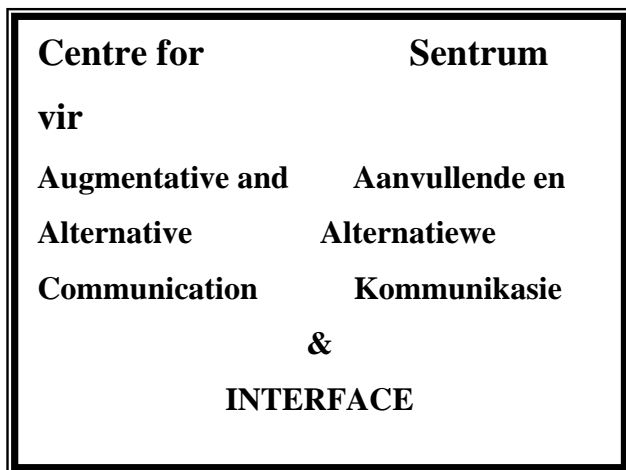 Centre for Sentrum
vir
Augmentative and Aanvullende en
Alternative Alternatiewe
Communication Kommunikasie
&
INTERFACE